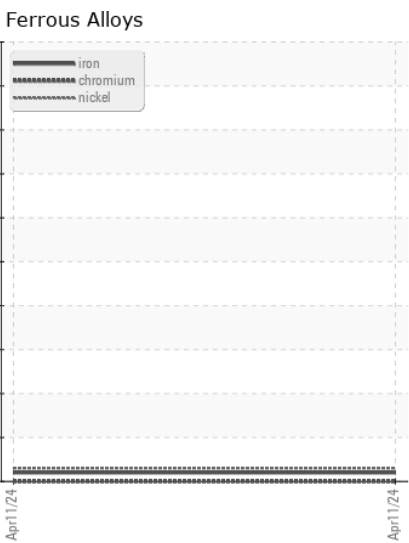 Ferrous Alloys
iron
chromium
nickel
Apr11/24
Apr11/24